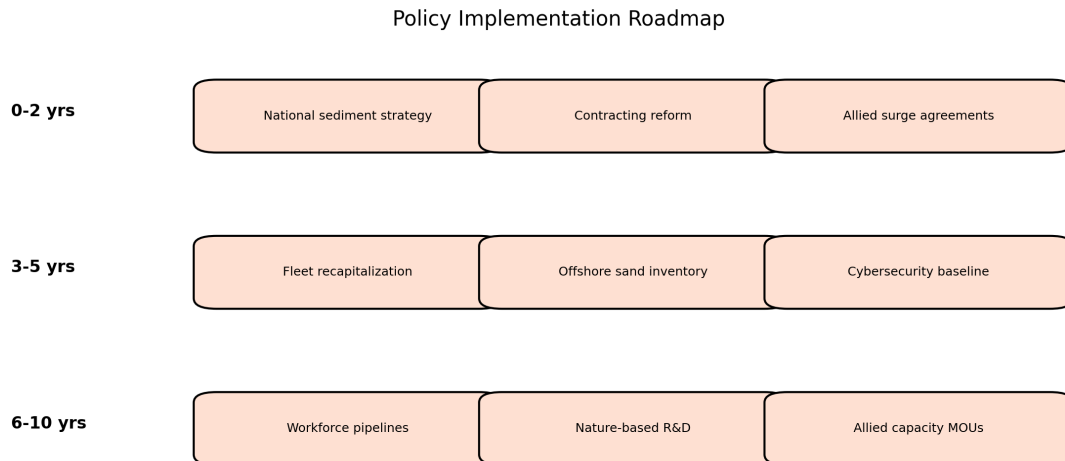 Policy Implementation Roadmap
0-2 yrs
National sediment strategy
Contracting reform
Allied surge agreements
3-5 yrs
Fleet recapitalization
Offshore sand inventory
Cybersecurity baseline
6-10 yrs
Workforce pipelines
Nature-based R&D
Allied capacity MOUs